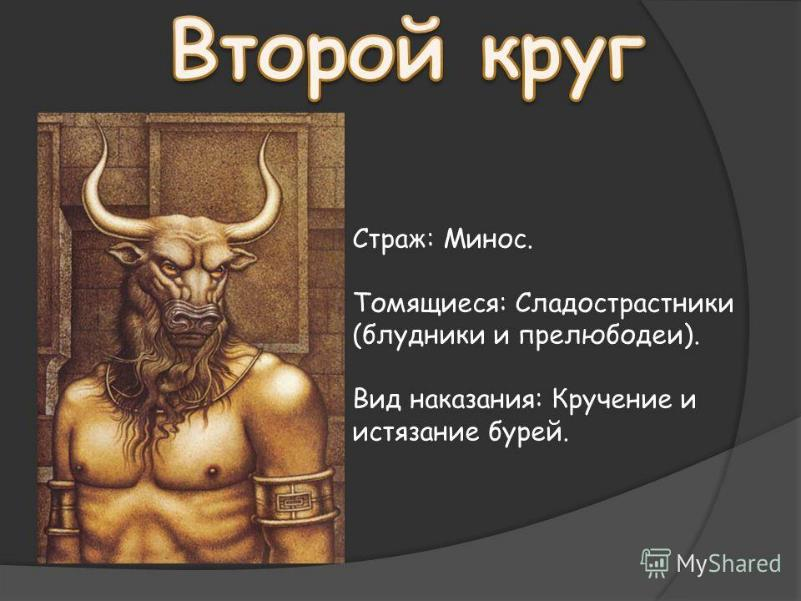 Второй круг
Страж: Минос.
Томящиеся: Сладострастники
(блудники и прелюбодеи).
Вид наказания: Кручение и
истязание бурей.
MyShared